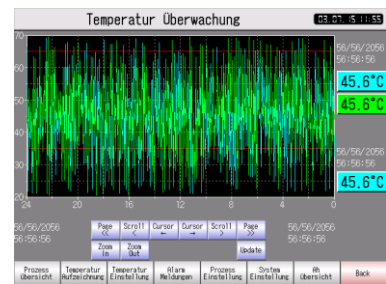 Temperatur Überwachung
03.07.15 11:55
70
60
50
40
30
20
24 20 16 12 8 4 0
56/56/2056
56:56:56
45.6°C
45.6°C
56/56/2056
56:56:56
45.6°C
56/56/2056
56:56:56
Page << Scroll < Cursor ← Cursor → Scroll > Page >>
56/56/2056
56:56:56
Zoom In Zoom Out Update
Prozess Übersicht
Temperatur Aufzeichnung
Temperatur Einstellung
Alarm Meldungen
Prozess Einstellung
System Einstellung
Ah Übersicht
Back